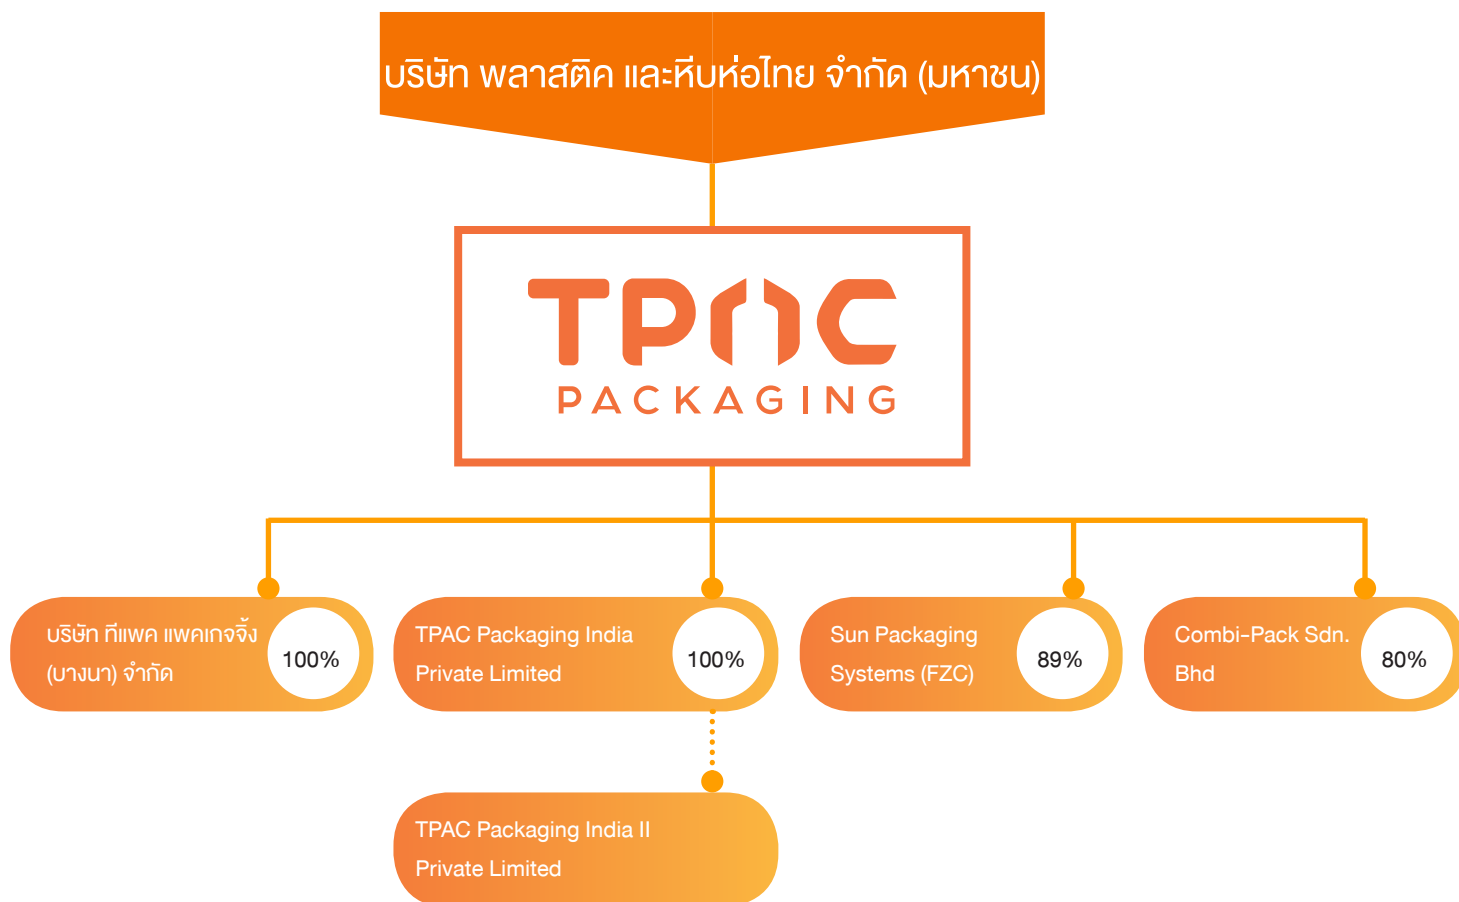 บริษัท พลาสติค และหีบห่อไทย จำกัด (มหาชน)
TPAC
PACKAGING
บริษัท ทีแพค แพคเกจจิ้ง
(บางนา) จำกัด
100%
TPAC Packaging India
Private Limited
100%
Sun Packaging
Systems (FZC)
89%
Combi-Pack Sdn.
Bhd
80%
TPAC Packaging India II
Private Limited